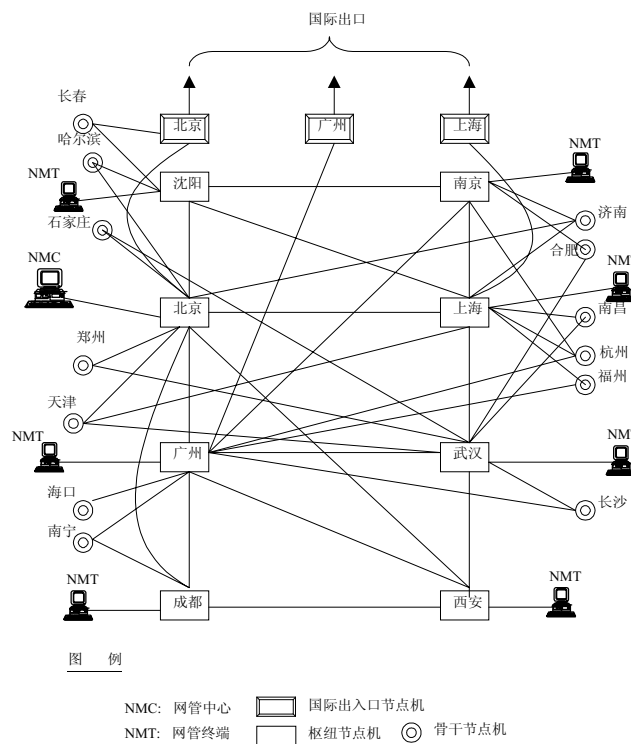 国际出口
长春
北京
广州
上海
哈尔滨
NMT
NMT
沈阳
南京
石家庄
济南
合肥
NMC
北京
上海
南昌
郑州
杭州
福州
天津
NMT
广州
武汉
海口
长沙
南宁
NMT
NMT
成都
西安
图 例
NMC: 网管中心
国际出入口节点机
NMT: 网管终端
枢纽节点机
骨干节点机